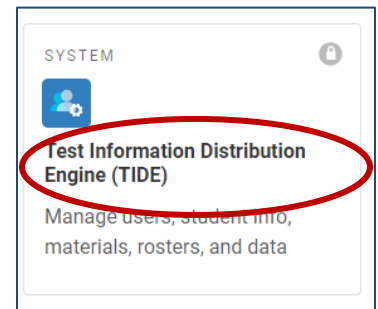 SYSTEM
Test Information Distribution
Engine (TIDE)
Manage users, student info,
materials, rosters, and data